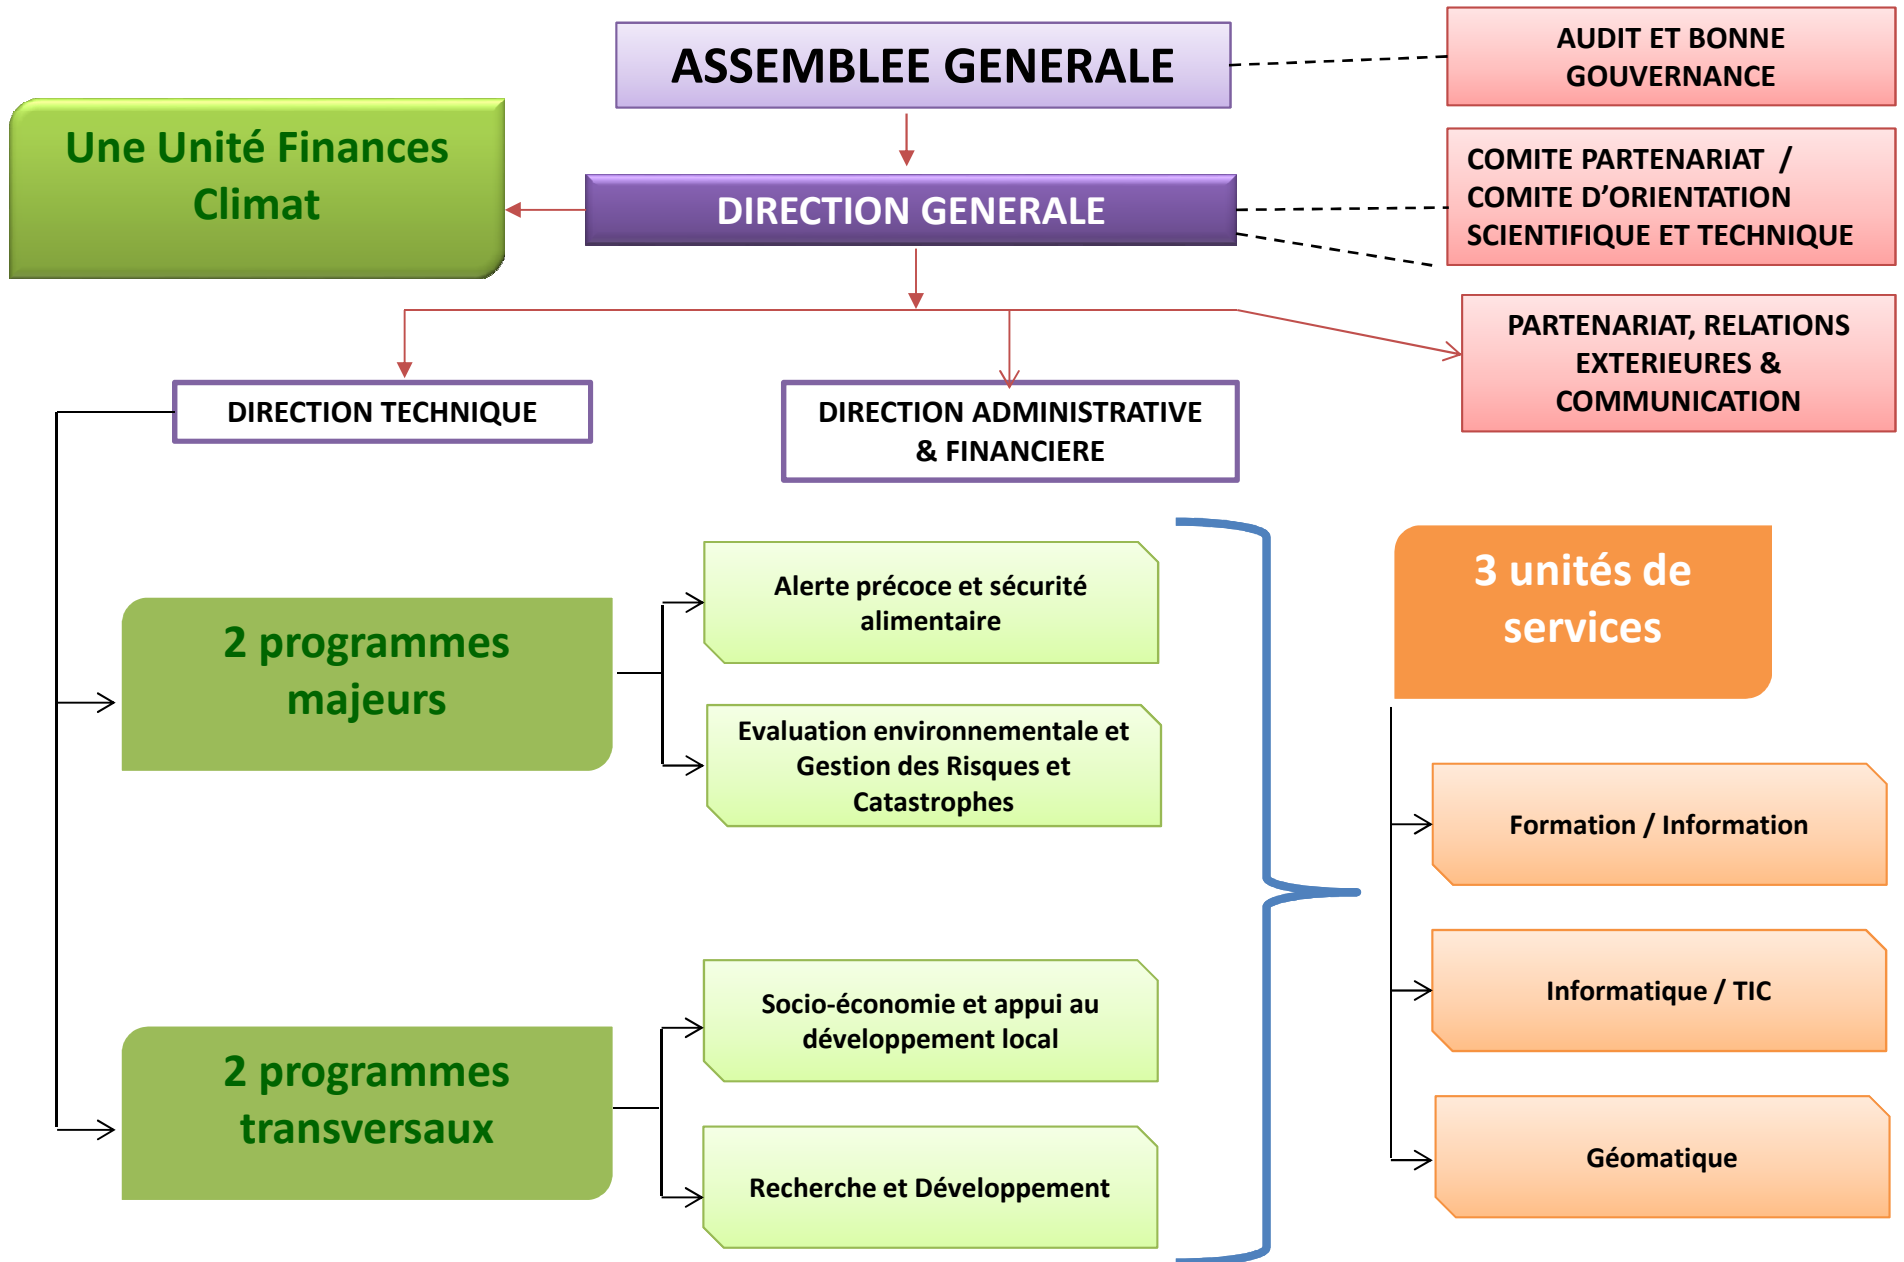 ASSEMBLEE GENERALE
AUDIT ET BONNE
GOUVERNANCE
Une Unité Finances
Climat
DIRECTION GENERALE
COMITE PARTENARIAT /
COMITE D’ORIENTATION
SCIENTIFIQUE ET TECHNIQUE
PARTENARIAT, RELATIONS
EXTERIEURES &
COMMUNICATION
DIRECTION TECHNIQUE
DIRECTION ADMINISTRATIVE
& FINANCIERE
2 programmes
majeurs
Alerte précoce et sécurité
alimentaire
Evaluation environnementale et
Gestion des Risques et
Catastrophes
2 programmes
transversaux
Socio-économie et appui au
développement local
Recherche et Développement
3 unités de
services
Formation / Information
Informatique / TIC
Géomatique